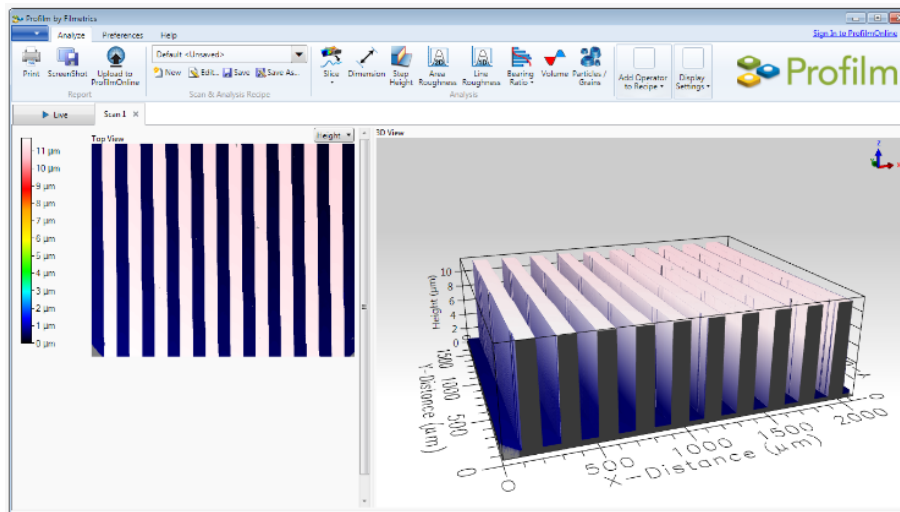 Profilm by Filmetrics
Analyze Preferences Help
Sign In to ProfilmOnline
Print ScreenShot Upload to ProfilmOnline
Report
Default <Unsaved>
New Edit... Save Save As...
Scan & Analysis Recipe
Slice Dimension Step Height Area Roughness Line Roughness Bearing Ratio Volume Particles / Grains
Analysis
Add Operator to Recipe
Display Settings
Profilm
Live Scan 1
Top View
Height
3D View
11 µm
10 µm
9 µm
8 µm
7 µm
6 µm
5 µm
4 µm
3 µm
2 µm
1 µm
0 µm
Z
X
Height (µm)
10
8
6
4
2
0
Y-Distance (µm)
1500
1000
500
0
X-Distance (µm)
0
500
1000
1500
2000
0